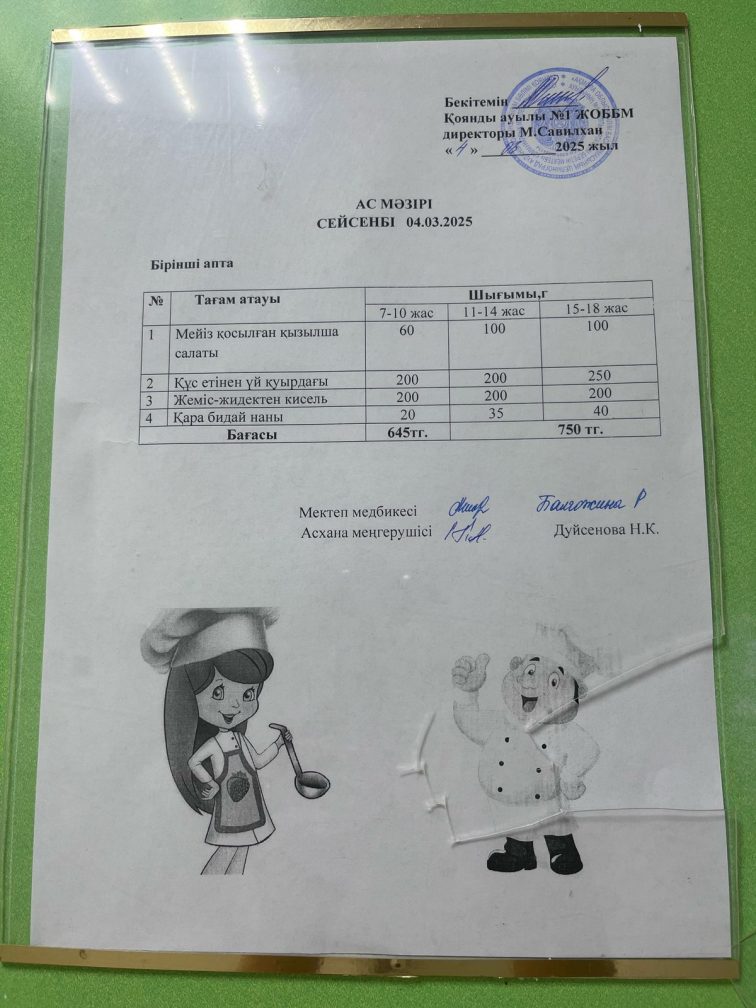 Бекітемін
Қоянды ауылы №1 ЖОББМ
директоры М.Савилхан
« 4 » 03 2025 жыл
АС МӘЗІРІ
СЕЙСЕНБІ 04.03.2025
Бірінші апта
№ Тағам атауы Шығымы,г
7-10 жас 11-14 жас 15-18 жас
1 Мейіз қосылған қызылша 60 100 100
салаты
2 Құс етінен үй қуырдағы 200 200 250
3 Жеміс-жидектен кисель 200 200 200
4 Қара бидай наны 20 35 40
Бағасы 645тг. 750 тг.
Мектеп медбикесі Балгожина Р
Асхана меңгерушісі Дуйсенова Н.К.